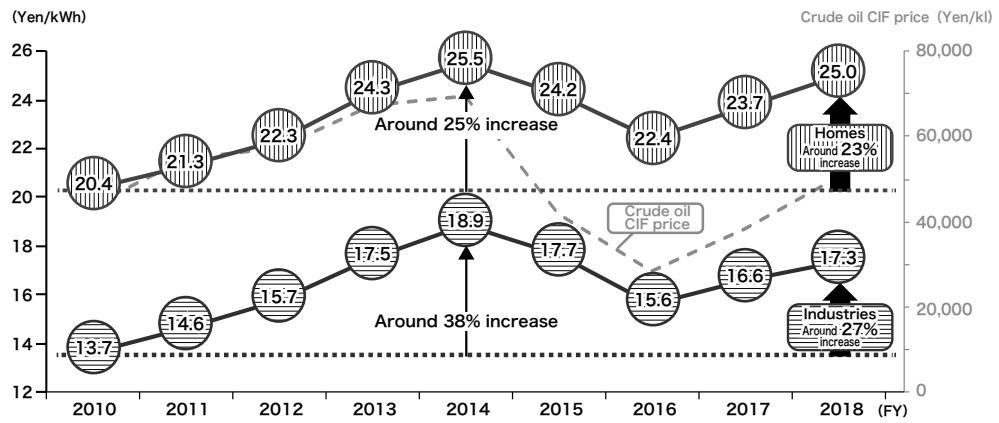 (Yen/kWh)
Crude oil CIF price (Yen/kl)
26
24
22
20
18
16
14
12
80,000
60,000
40,000
20,000
0
20.4
21.3
22.3
24.3
25.5
24.2
22.4
23.7
25.0
Around 25% increase
Homes
Around 23%
increase
Crude oil
CIF price
13.7
14.6
15.7
17.5
18.9
17.7
15.6
16.6
17.3
Around 38% increase
Industries
Around 27%
increase
2010 2011 2012 2013 2014 2015 2016 2017 2018 (FY)